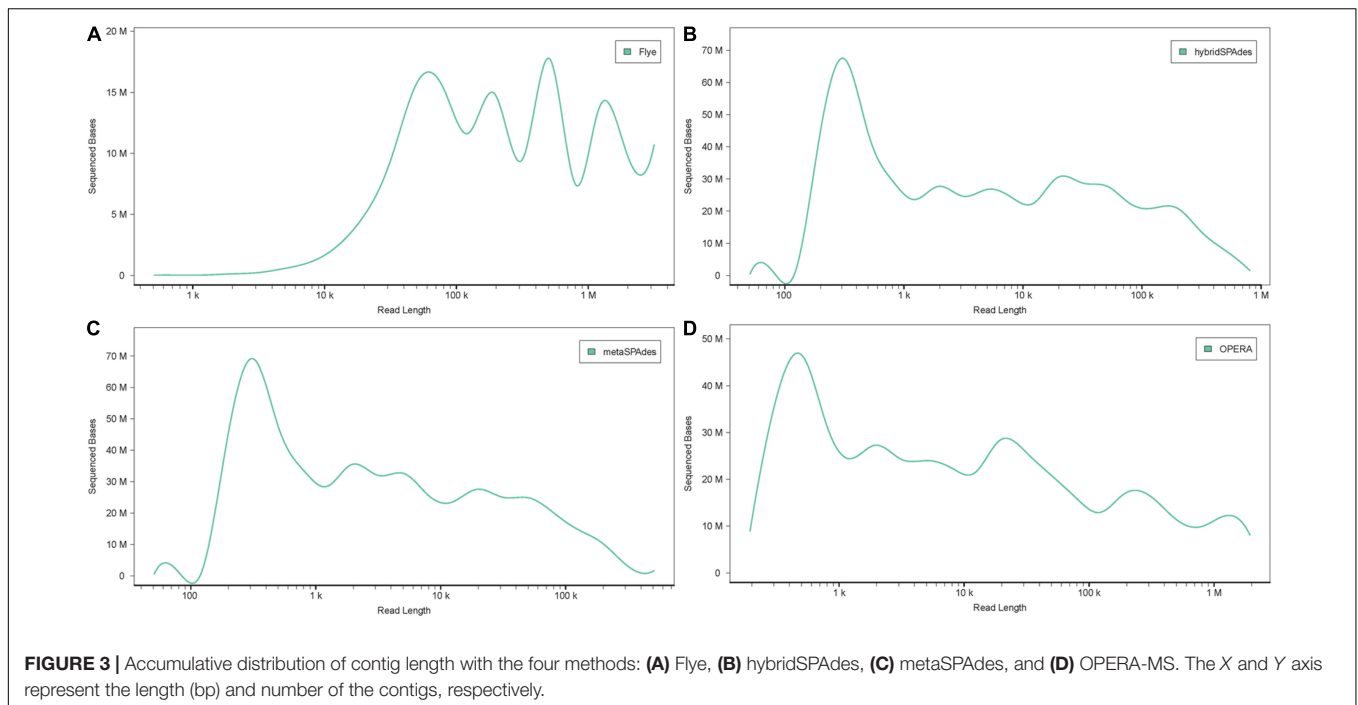 A
20 M
15 M
10 M
5 M
0
Sequenced Bases
1 k
10 k
100 k
1 M
Read Length
Flye
B
70 M
60 M
50 M
40 M
30 M
20 M
10 M
0
Sequenced Bases
100
1 k
10 k
100 k
1 M
Read Length
hybridSPAdes
C
70 M
60 M
50 M
40 M
30 M
20 M
10 M
0
Sequenced Bases
100
1 k
10 k
100 k
Read Length
metaSPAdes
D
50 M
40 M
30 M
20 M
10 M
0
Sequenced Bases
1 k
10 k
100 k
1 M
Read Length
OPERA
FIGURE 3 | Accumulative distribution of contig length with the four methods: (A) Flye, (B) hybridSPAdes, (C) metaSPAdes, and (D) OPERA-MS. The X and Y axis
represent the length (bp) and number of the contigs, respectively.